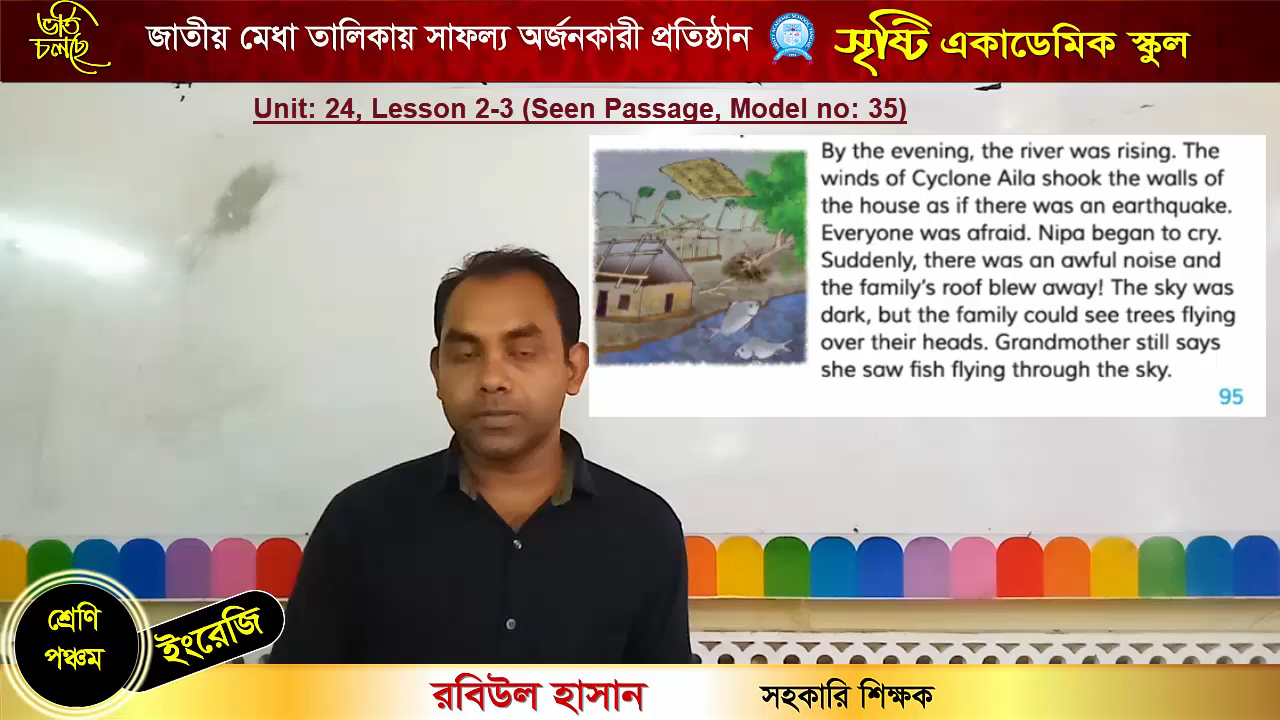 ভর্তি
চলছে
জাতীয় মেধা তালিকায় সাফল্য অর্জনকারী প্রতিষ্ঠান
সৃষ্টি একাডেমিক স্কুল
Unit: 24, Lesson 2-3 (Seen Passage, Model no: 35)
By the evening, the river was rising. The
winds of Cyclone Aila shook the walls of
the house as if there was an earthquake.
Everyone was afraid. Nipa began to cry.
Suddenly, there was an awful noise and
the family's roof blew away! The sky was
dark, but the family could see trees flying
over their heads. Grandmother still says
she saw fish flying through the sky.
95
শ্রেণি
পঞ্চম
ইংরেজি
রবিউল হাসান
সহকারি শিক্ষক